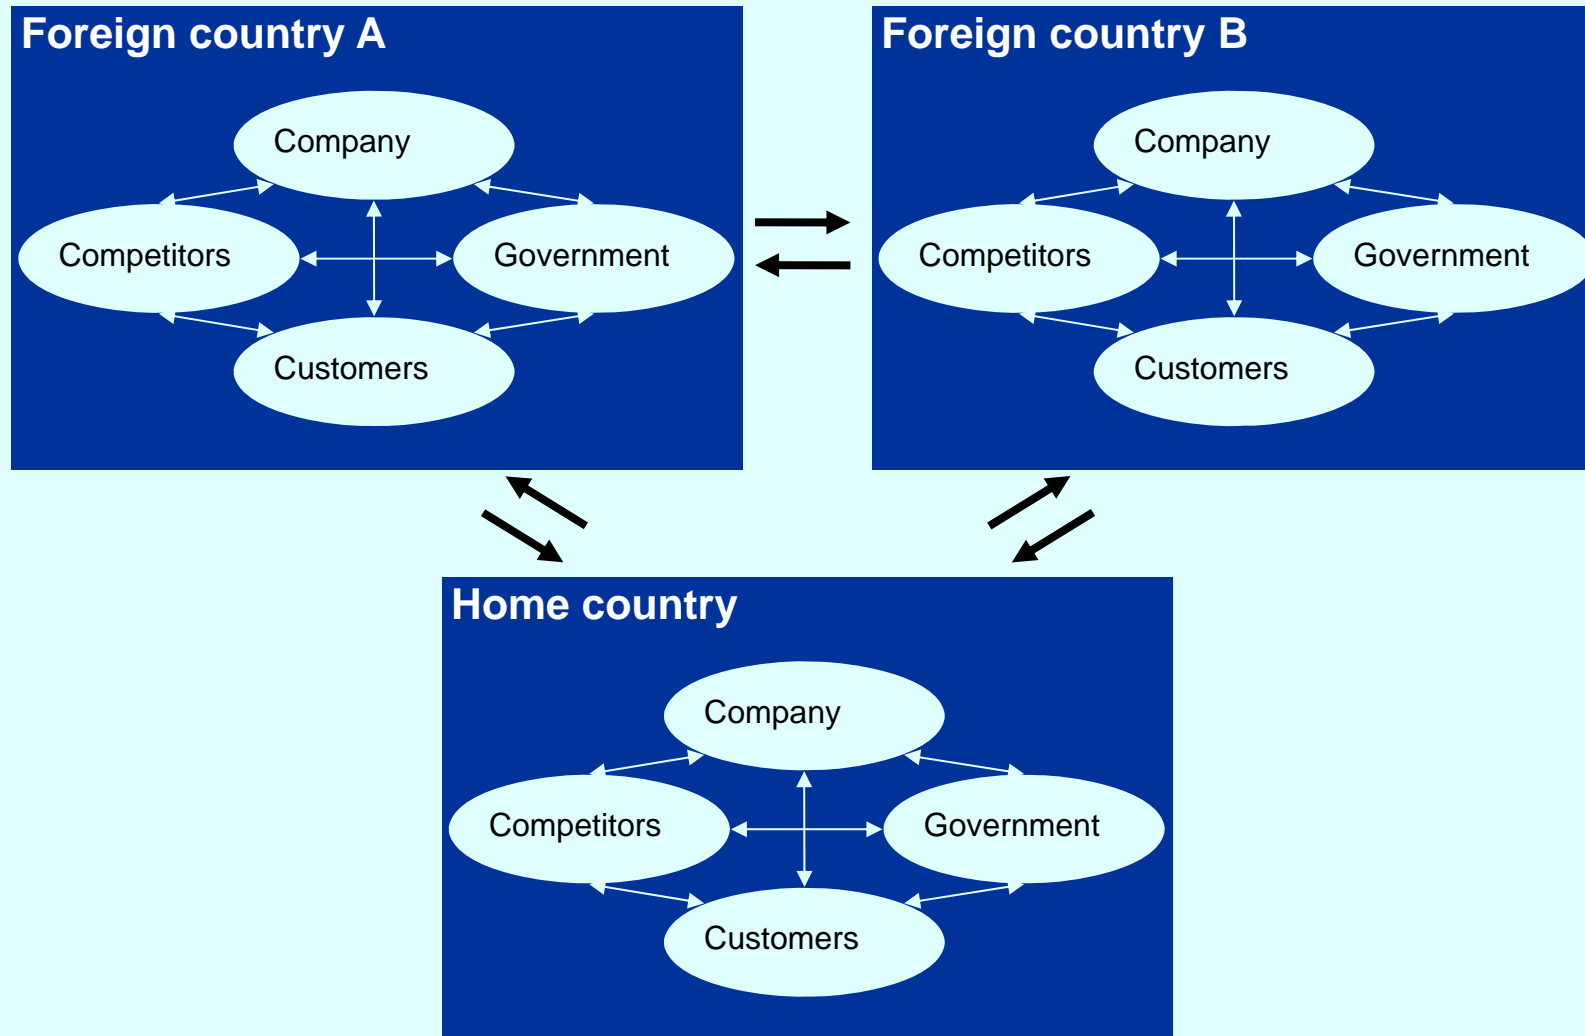 Foreign country A
Company
Competitors
Government
Customers
Foreign country B
Company
Competitors
Government
Customers
Home country
Company
Competitors
Government
Customers